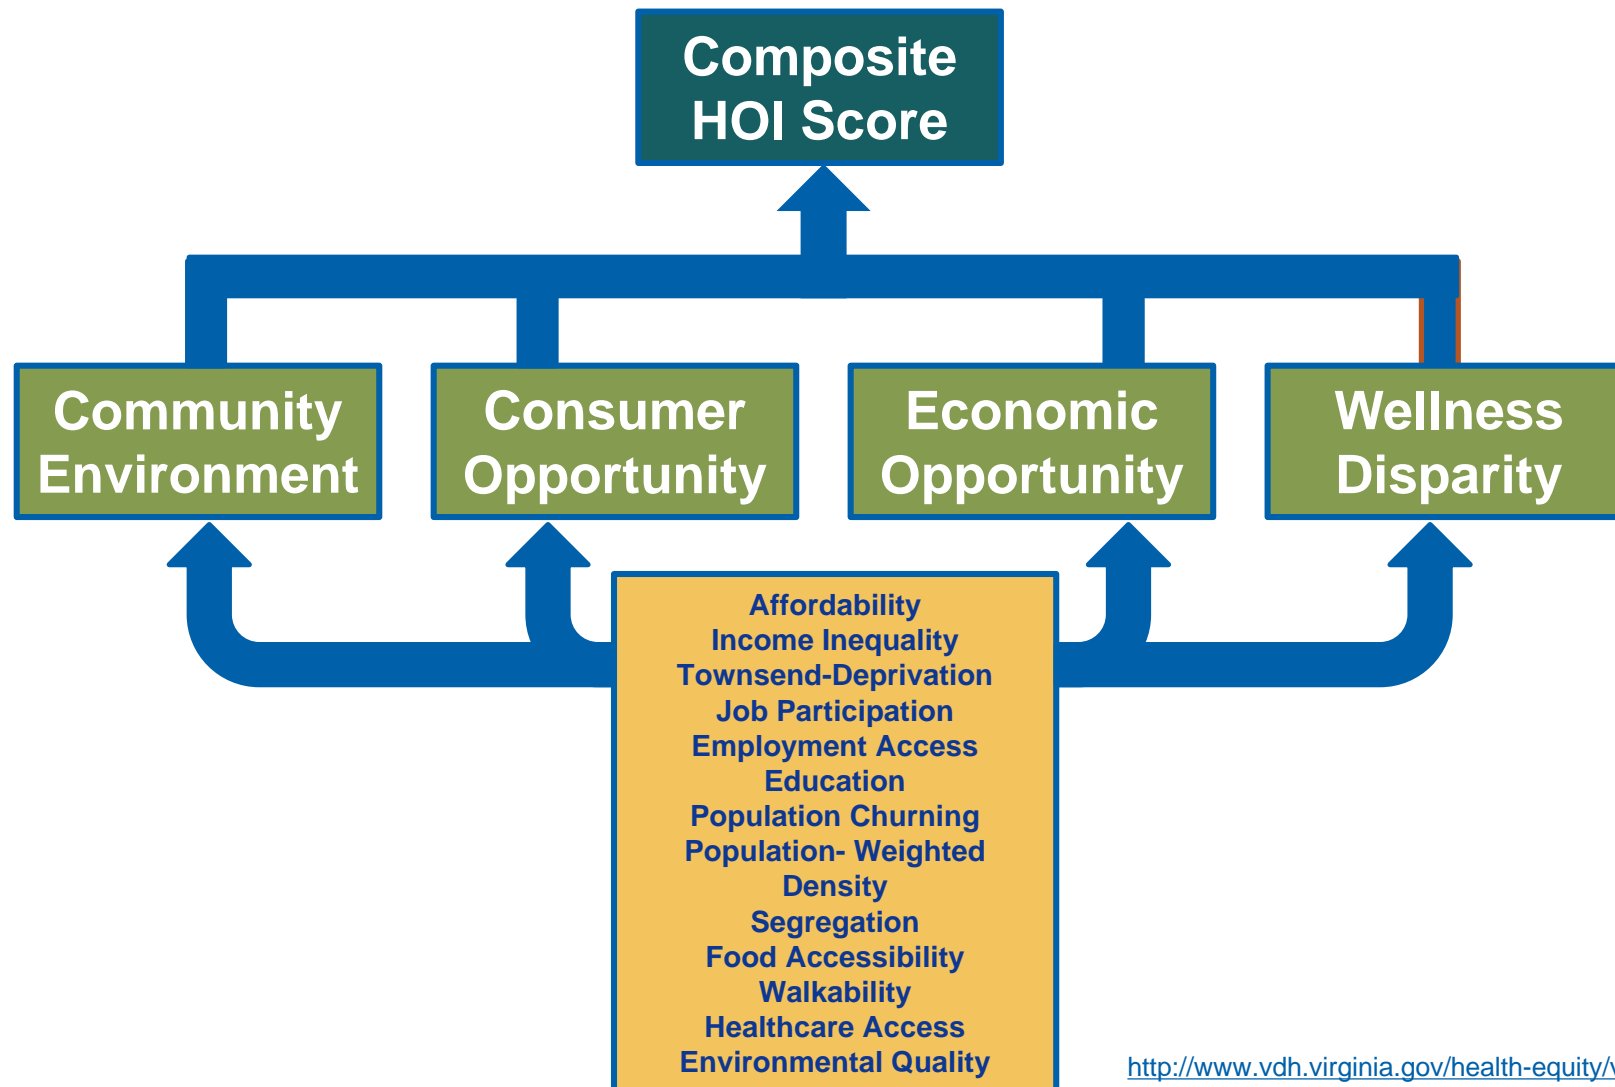 Composite
HOI Score
Community
Environment
Consumer
Opportunity
Economic
Opportunity
Wellness
Disparity
Affordability
Income Inequality
Townsend-Deprivation
Job Participation
Employment Access
Education
Population Churning
Population- Weighted
Density
Segregation
Food Accessibility
Walkability
Healthcare Access
Environmental Quality
http://www.vdh.virginia.gov/health-equity/v